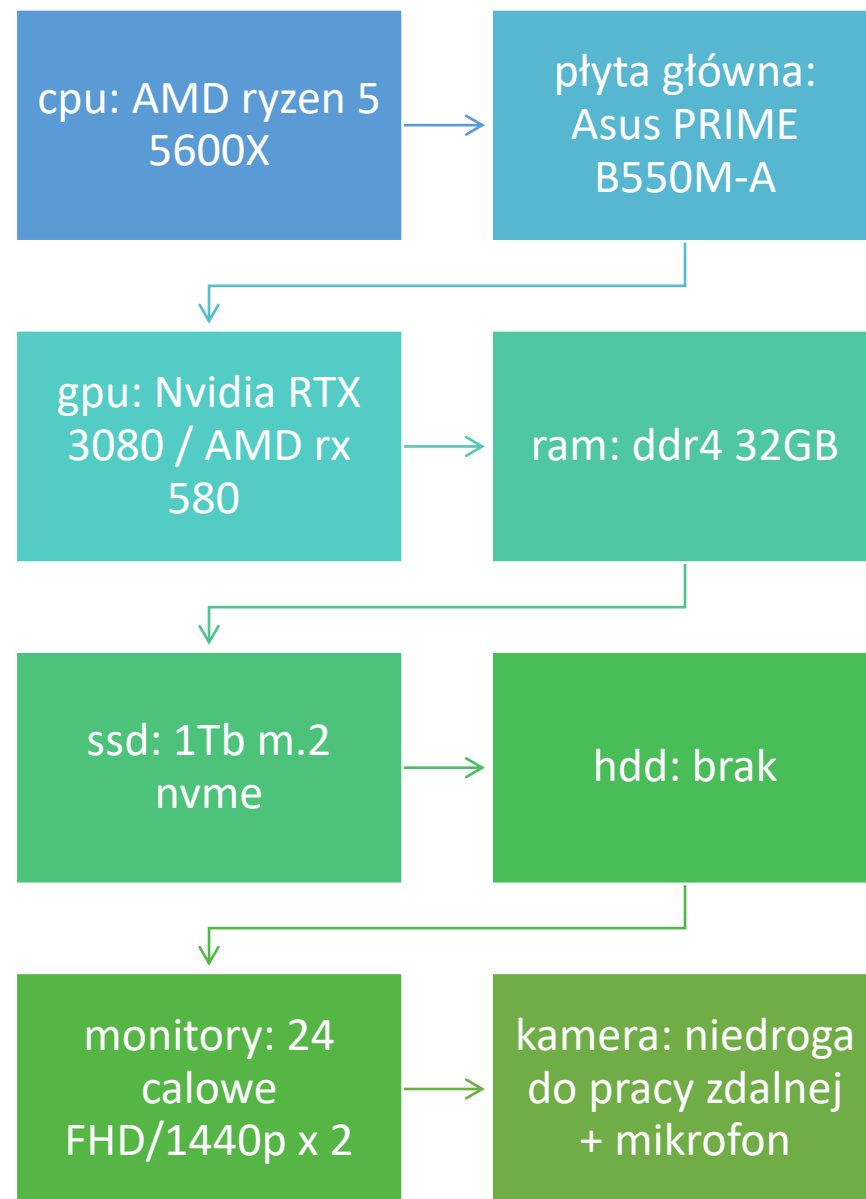 cpu: AMD ryzen 5
5600X
płyta główna:
Asus PRIME
B550M-A
gpu: Nvidia RTX
3080 / AMD rx
580
ram: ddr4 32GB
ssd: 1Tb m.2
nvme
hdd: brak
monitory: 24
calowe
FHD/1440p x 2
kamera: niedroga
do pracy zdalnej
+ mikrofon